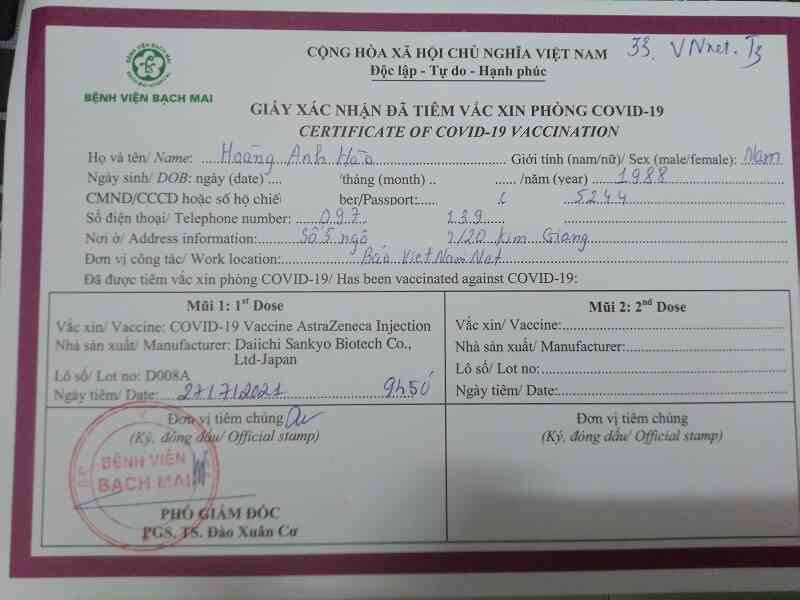 33. VNnet. T3
BỆNH VIỆN BẠCH MAI
BACH MAI HOSPITAL
BỆNH VIỆN BẠCH MAI
CỘNG HÒA XÃ HỘI CHỦ NGHĨA VIỆT NAM
Độc lập - Tự do - Hạnh phúc
GIẤY XÁC NHẬN ĐÃ TIÊM VẮC XIN PHÒNG COVID-19
CERTIFICATE OF COVID-19 VACCINATION
Họ và tên/ Name: Hoàng Anh Hào Giới tính (nam/nữ)/ Sex (male/female): Nam
Ngày sinh/ DOB: ngày (date) .... /tháng (month) .. ...... /năm (year) 1988
CMND/CCCD hoặc số hộ chiế ber/Passport: 5244
Số điện thoại/ Telephone number: 097. 139
Nơi ở/ Address information: Số 5 ngõ /20 Kim Giang
Đơn vị công tác/ Work location: Báo VietNamNet
Đã được tiêm vắc xin phòng COVID-19/ Has been vaccinated against COVID-19:
Mũi 1: 1st Dose
Vắc xin/ Vaccine: COVID-19 Vaccine AstraZeneca Injection
Nhà sản xuất/ Manufacturer: Daiichi Sankyo Biotech Co.,
Ltd-Japan
Lô số/ Lot no: D008A
Ngày tiêm/ Date: 27/7/2021 9h50
Đơn vị tiêm chủng
(Ký, đóng dấu/ Official stamp)
BỆNH VIỆN
BẠCH MAI
PHÓ GIÁM ĐỐC
PGS. TS. Đào Xuân Cơ
Mũi 2: 2nd Dose
Vắc xin/ Vaccine:
Nhà sản xuất/ Manufacturer:
Lô số/ Lot no:
Ngày tiêm/ Date:
Đơn vị tiêm chủng
(Ký, đóng dấu/ Official stamp)